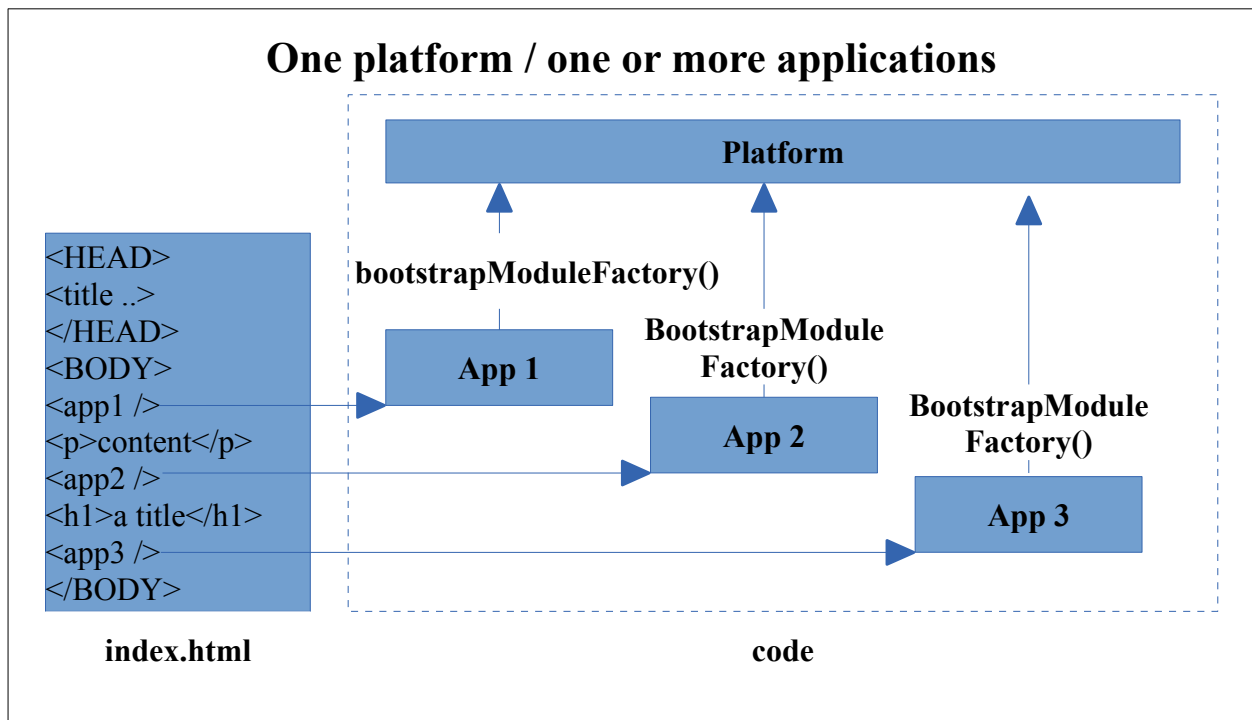 One platform / one or more applications
Platform
<HEAD>
<title ..>
</HEAD>
<BODY>
<app1 />
<p>content</p>
<app2 />
<h1>a title</h1>
<app3 />
</BODY>
index.html
bootstrapModuleFactory()
App 1
BootstrapModule
Factory()
App 2
BootstrapModule
Factory()
App 3
code